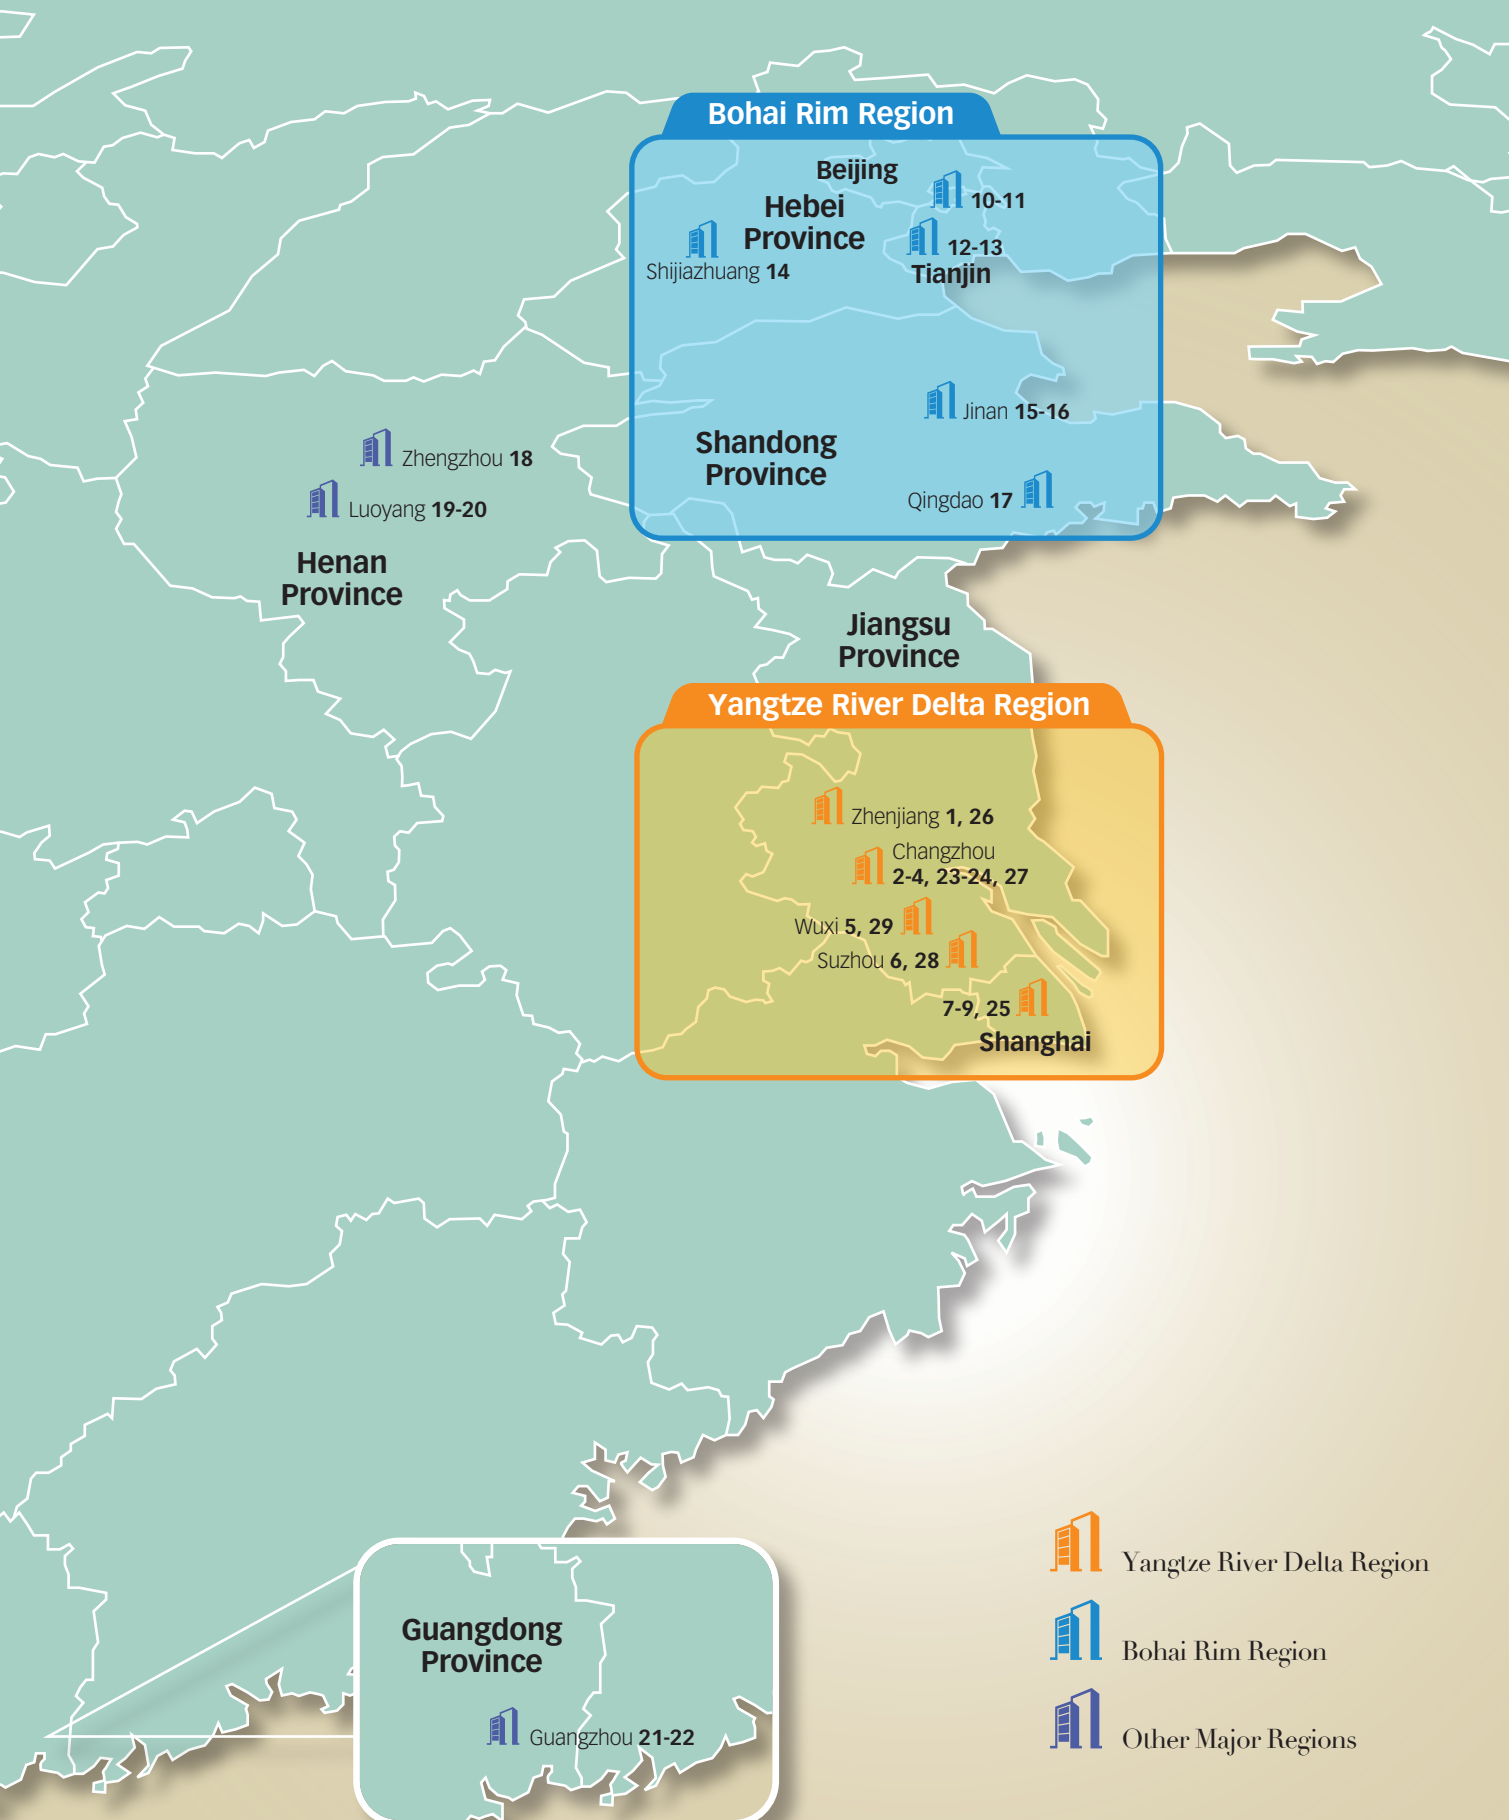 Bohai Rim Region
Beijing
10-11
Hebei
Province
12-13
Tianjin
Shijiazhuang 14
Jinan 15-16
Shandong
Province
Qingdao 17
Zhengzhou 18
Luoyang 19-20
Henan
Province
Jiangsu
Province
Yangtze River Delta Region
Zhenjiang 1, 26
Changzhou
2-4, 23-24, 27
Wuxi 5, 29
Suzhou 6, 28
7-9, 25
Shanghai
Guangdong
Province
Guangzhou 21-22
Yangtze River Delta Region
Bohai Rim Region
Other Major Regions